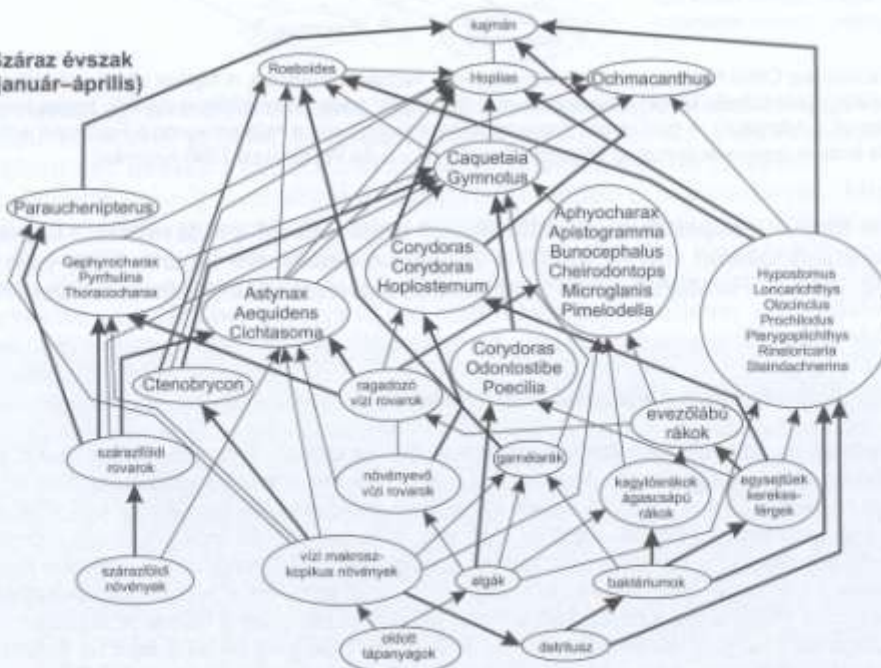 Száraz évszak
(január–április)
kajmán
Roeboides
Hoplias
Ochmacanthus
Caquetaia
Gymnotus
Parauchenipterus
Gephyrocharax
Pyrrhulina
Thoracocharax
Astynax
Aequidens
Cichtasoma
Corydoras
Corydoras
Hoplosternum
Aphyocharax
Apistogramma
Bunocephalus
Cheirodontops
Microglanis
Pimelodella
Hypostomus
Loricarichthys
Otocinclus
Prochilodus
Pterygoplichthys
Rineloricaria
Steindachnerina
Ctenobrycon
ragadozó
vízi rovarok
Corydoras
Odontostibe
Poecilia
evezőlábú
rákok
szárazföldi
rovarok
növényevő
vízi rovarok
garnélarák
kagylósrákok
ágascsápú
rákok
egysejtűek
kerekes-
férgek
szárazföldi
növények
vízi makrosz-
kopikus növények
algák
baktériumok
oldott
tápanyagok
detritusz